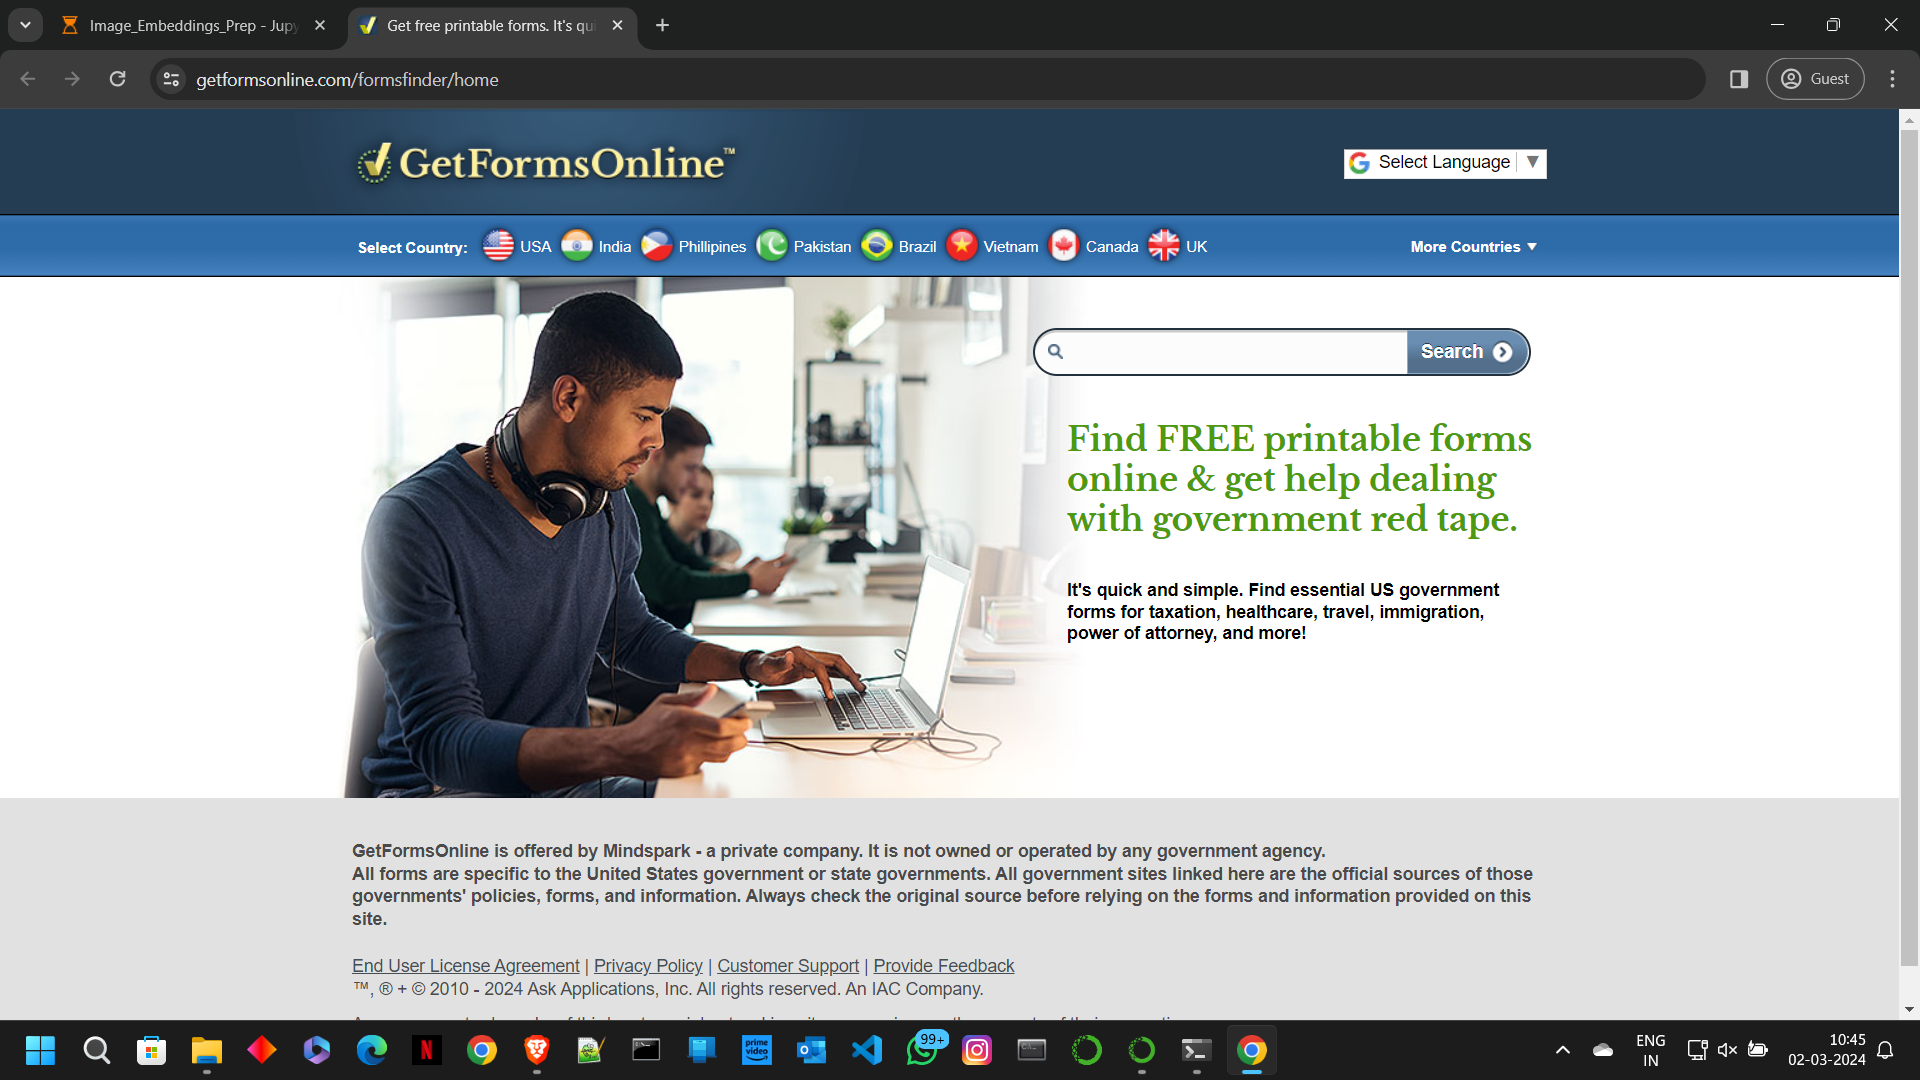 Image_Embeddings_Prep - Jupy
Get free printable forms. It's qui
getformsonline.com/formsfinder/home
Guest
GetFormsOnline™
Select Language ▼
Select Country: USA India Phillipines Pakistan Brazil Vietnam Canada UK More Countries ▼
Search
Find FREE printable forms
online & get help dealing
with government red tape.
It's quick and simple. Find essential US government
forms for taxation, healthcare, travel, immigration,
power of attorney, and more!
GetFormsOnline is offered by Mindspark - a private company. It is not owned or operated by any government agency.
All forms are specific to the United States government or state governments. All government sites linked here are the official sources of those
governments' policies, forms, and information. Always check the original source before relying on the forms and information provided on this
site.
End User License Agreement | Privacy Policy | Customer Support | Provide Feedback
™, ® + © 2010 - 2024 Ask Applications, Inc. All rights reserved. An IAC Company.
N
prime video
99+
ENG
IN
10:45
02-03-2024